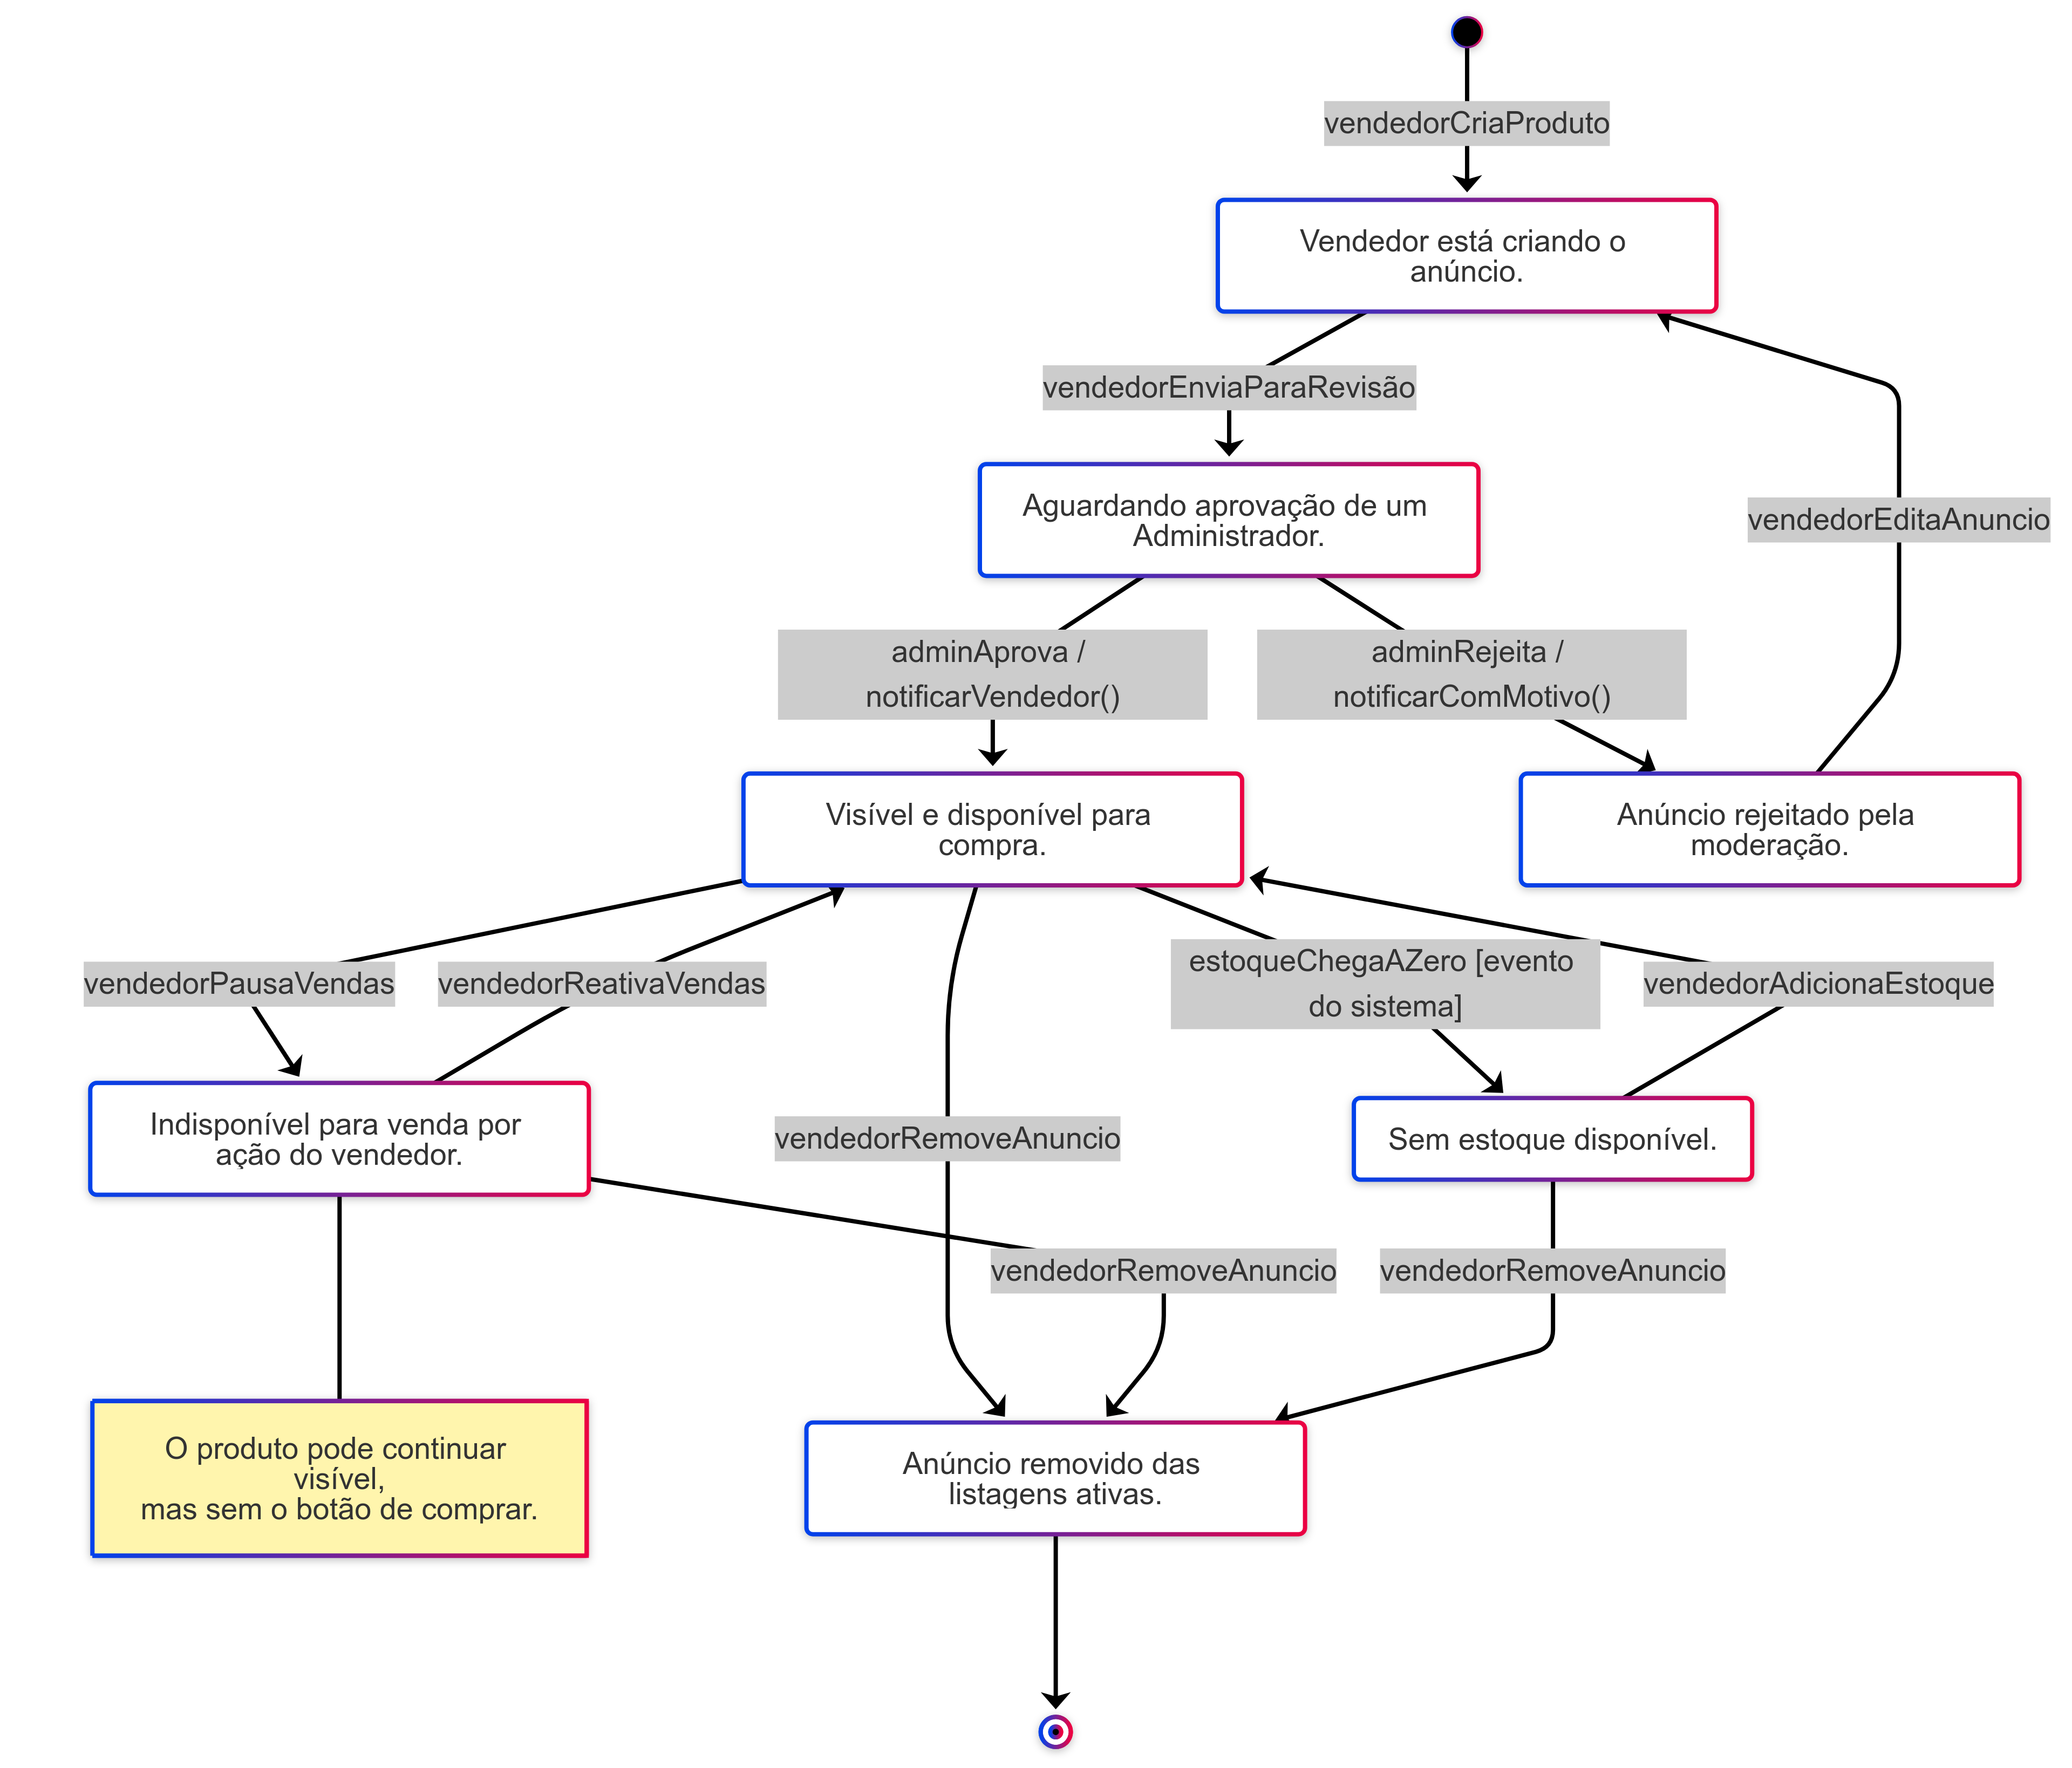 vendedorCriaProduto
Vendedor está criando o
anúncio.
vendedorEnviaParaRevisão
Aguardando aprovação de um
Administrador.
vendedorEditaAnuncio
adminAprova /
notificarVendedor()
adminRejeita /
notificarComMotivo()
Visível e disponível para
compra.
Anúncio rejeitado pela
moderação.
vendedorPausaVendas
vendedorReativaVendas
estoqueChegaAZero [evento
do sistema]
vendedorAdicionaEstoque
Indisponível para venda por
ação do vendedor.
vendedorRemoveAnuncio
Sem estoque disponível.
vendedorRemoveAnuncio
vendedorRemoveAnuncio
O produto pode continuar
visível,
mas sem o botão de comprar.
Anúncio removido das
listagens ativas.